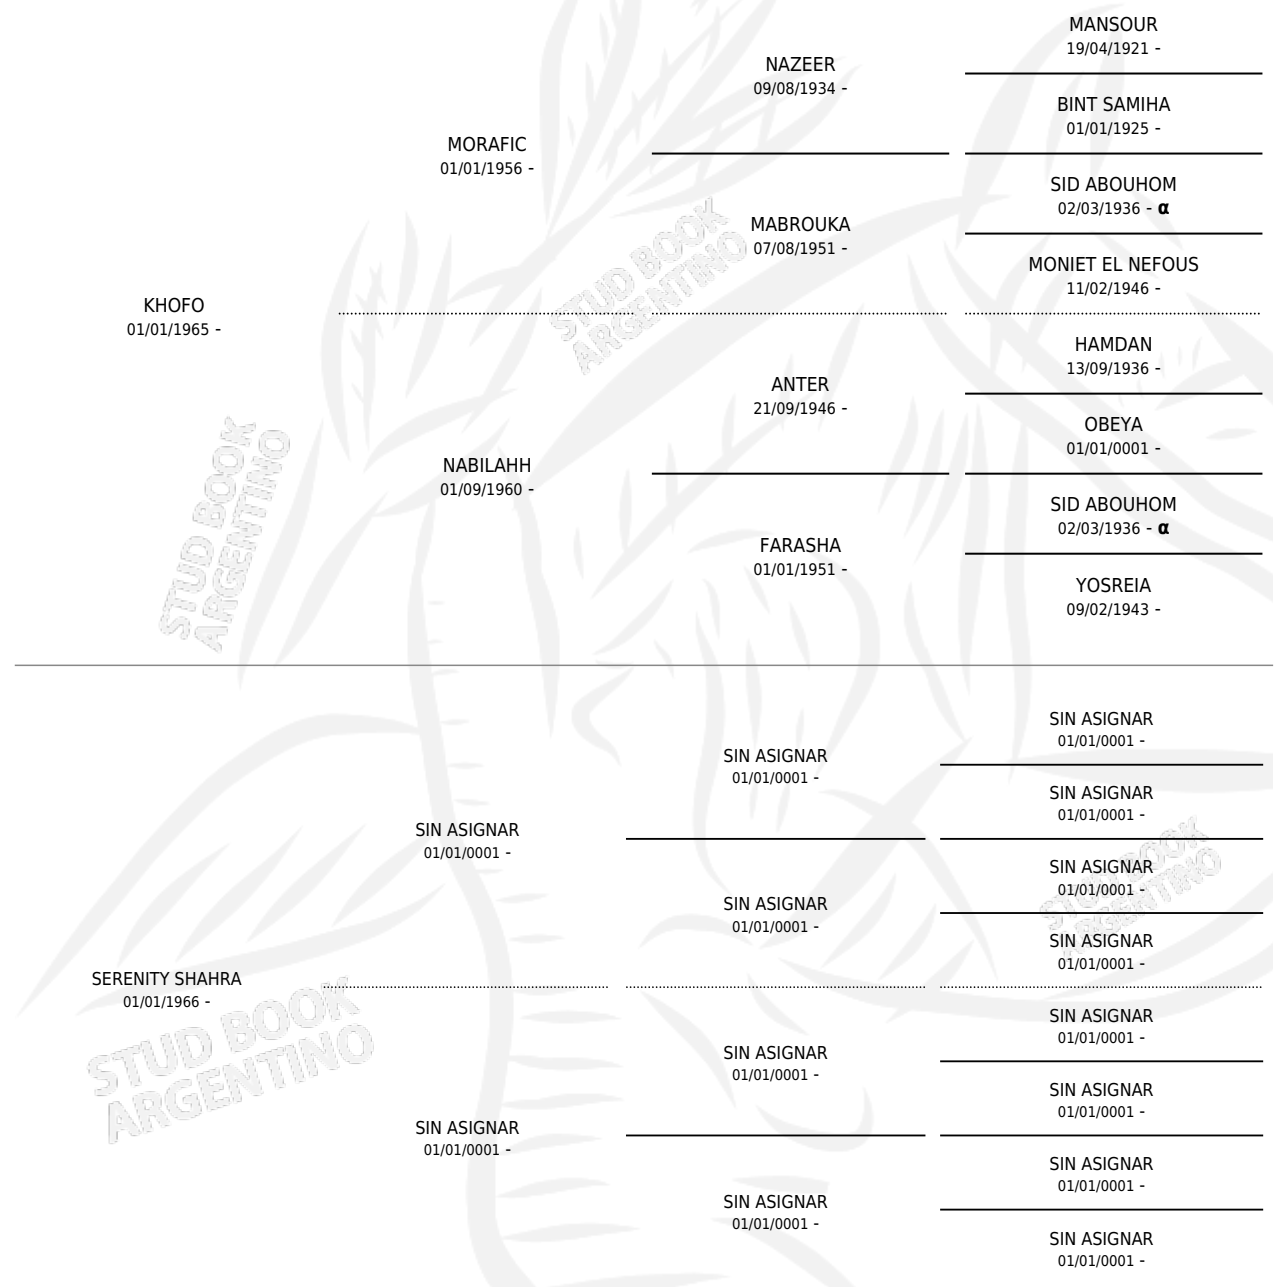 MANSOUR
19/04/1921 -
NAZEER
09/08/1934 -
BINT SAMIHA
01/01/1925 -
MORAFIC
01/01/1956 -
SID ABOUHOM
02/03/1936 - α
MABROUKA
07/08/1951 -
MONIET EL NEFOUS
11/02/1946 -
KHOFO
01/01/1965 -
HAMDAN
13/09/1936 -
ANTER
21/09/1946 -
OBEYA
01/01/0001 -
NABILAHH
01/09/1960 -
SID ABOUHOM
02/03/1936 - α
FARASHA
01/01/1951 -
YOSREIA
09/02/1943 -
SIN ASIGNAR
01/01/0001 -
SIN ASIGNAR
01/01/0001 -
SIN ASIGNAR
01/01/0001 -
SIN ASIGNAR
01/01/0001 -
SIN ASIGNAR
01/01/0001 -
SIN ASIGNAR
01/01/0001 -
SIN ASIGNAR
01/01/0001 -
SERENITY SHAHRA
01/01/1966 -
SIN ASIGNAR
01/01/0001 -
SIN ASIGNAR
01/01/0001 -
SIN ASIGNAR
01/01/0001 -
SIN ASIGNAR
01/01/0001 -
SIN ASIGNAR
01/01/0001 -
SIN ASIGNAR
01/01/0001 -
SIN ASIGNAR
01/01/0001 -
STUD BOOK
ARGENTINO
STUD BOOK
ARGENTINO
STUD BOOK
ARGENTINO
STUD BOOK
ARGENTINO